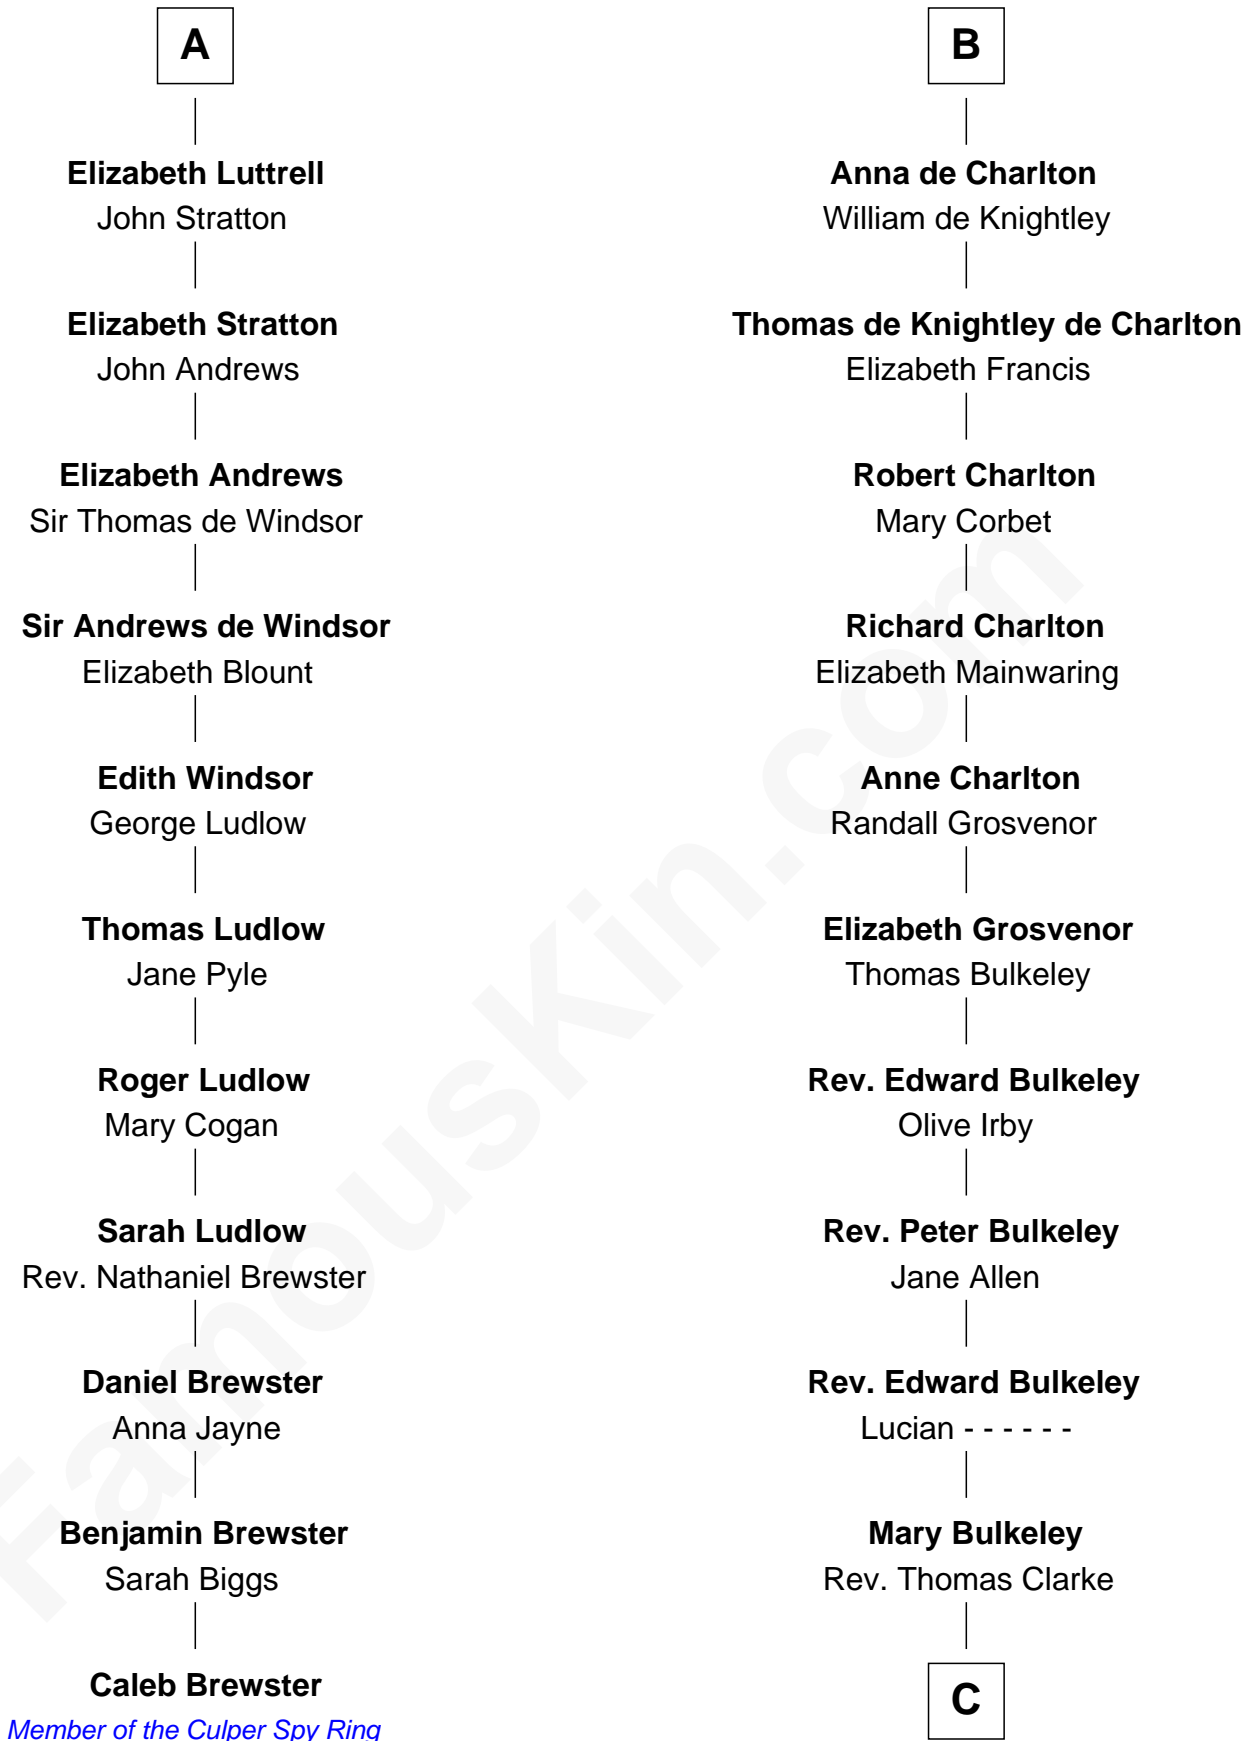 A
Elizabeth Luttrell
John Stratton
Elizabeth Stratton
John Andrews
Elizabeth Andrews
Sir Thomas de Windsor
Sir Andrews de Windsor
Elizabeth Blount
Edith Windsor
George Ludlow
Thomas Ludlow
Jane Pyle
Roger Ludlow
Mary Cogan
Sarah Ludlow
Rev. Nathaniel Brewster
Daniel Brewster
Anna Jayne
Benjamin Brewster
Sarah Biggs
Caleb Brewster
Member of the Culper Spy Ring
B
Anna de Charlton
William de Knightley
Thomas de Knightley de Charlton
Elizabeth Francis
Robert Charlton
Mary Corbet
Richard Charlton
Elizabeth Mainwaring
Anne Charlton
Randall Grosvenor
Elizabeth Grosvenor
Thomas Bulkeley
Rev. Edward Bulkeley
Olive Irby
Rev. Peter Bulkeley
Jane Allen
Rev. Edward Bulkeley
Lucian - - - - - -
Mary Bulkeley
Rev. Thomas Clarke
C
FamousKin.com